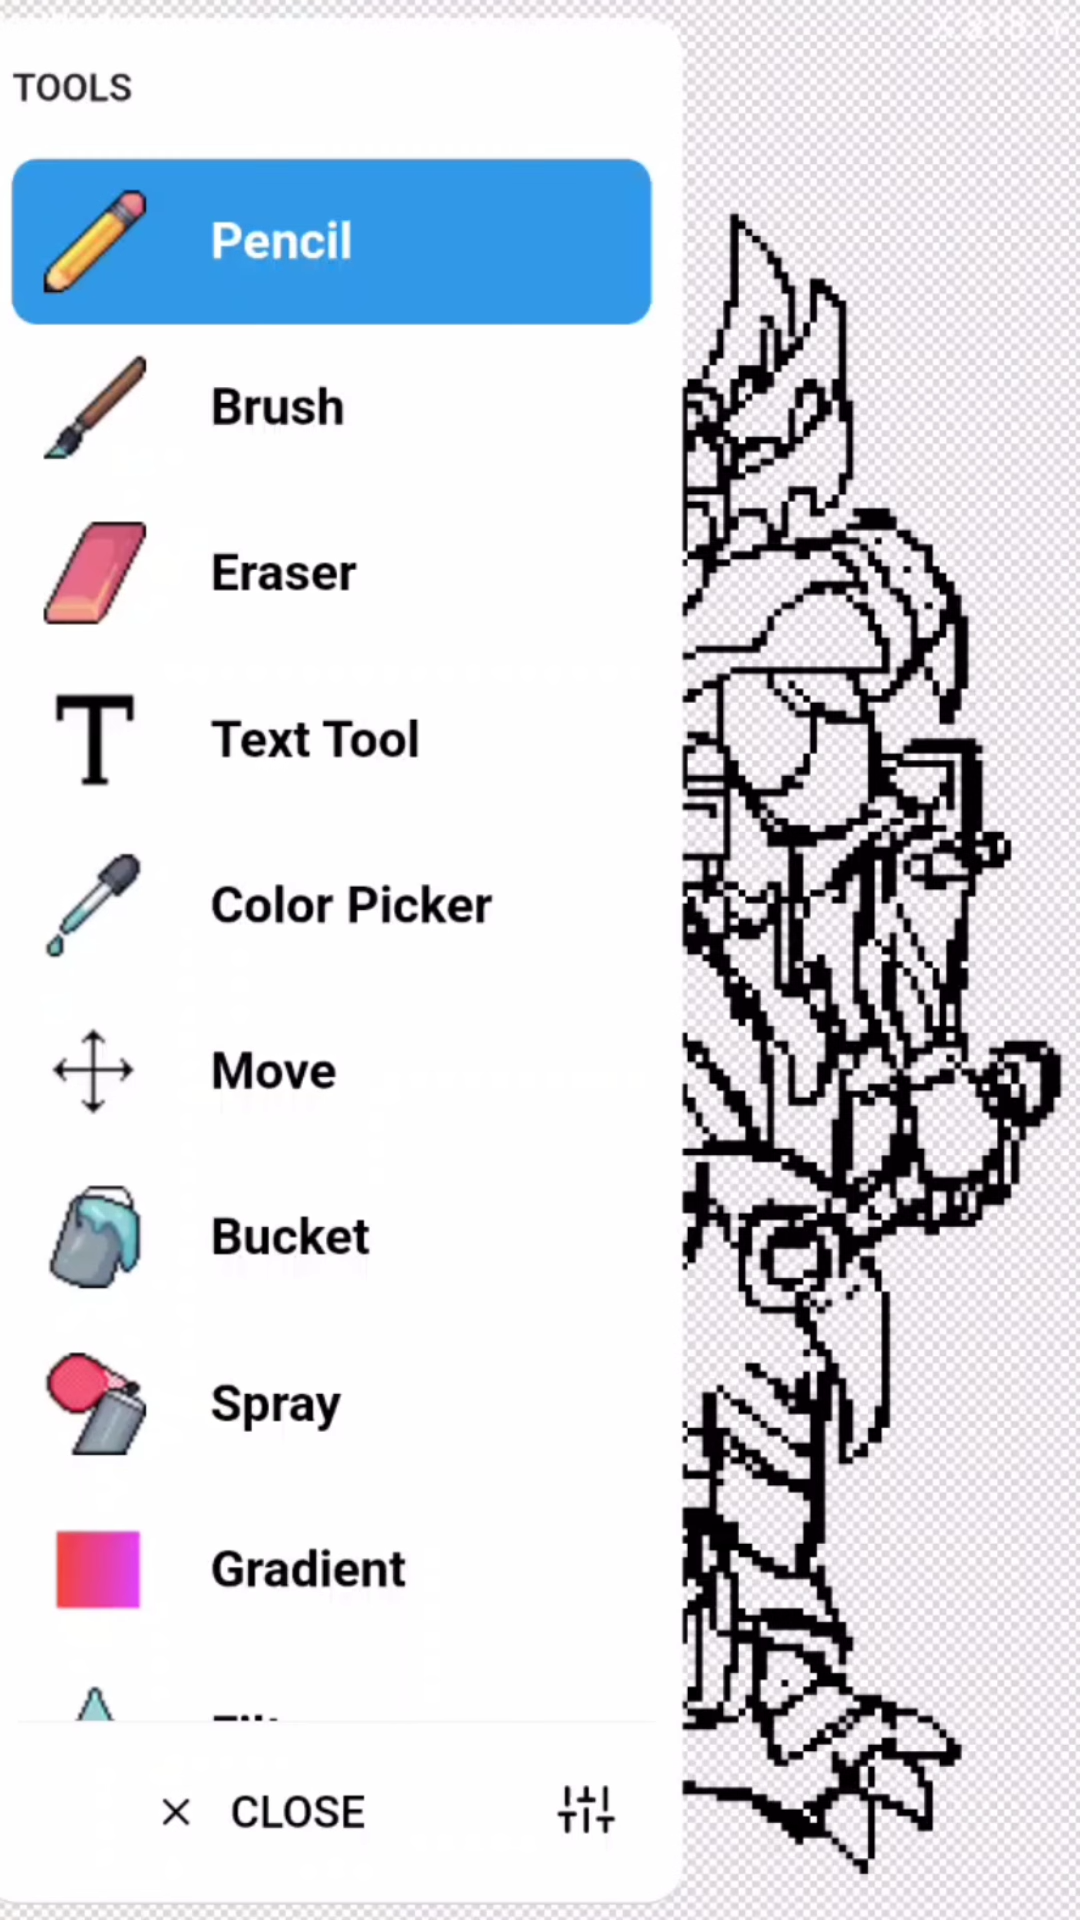 TOOLS
Pencil
Brush
Eraser
Text Tool
Color Picker
Move
Bucket
Spray
Gradient
CLOSE